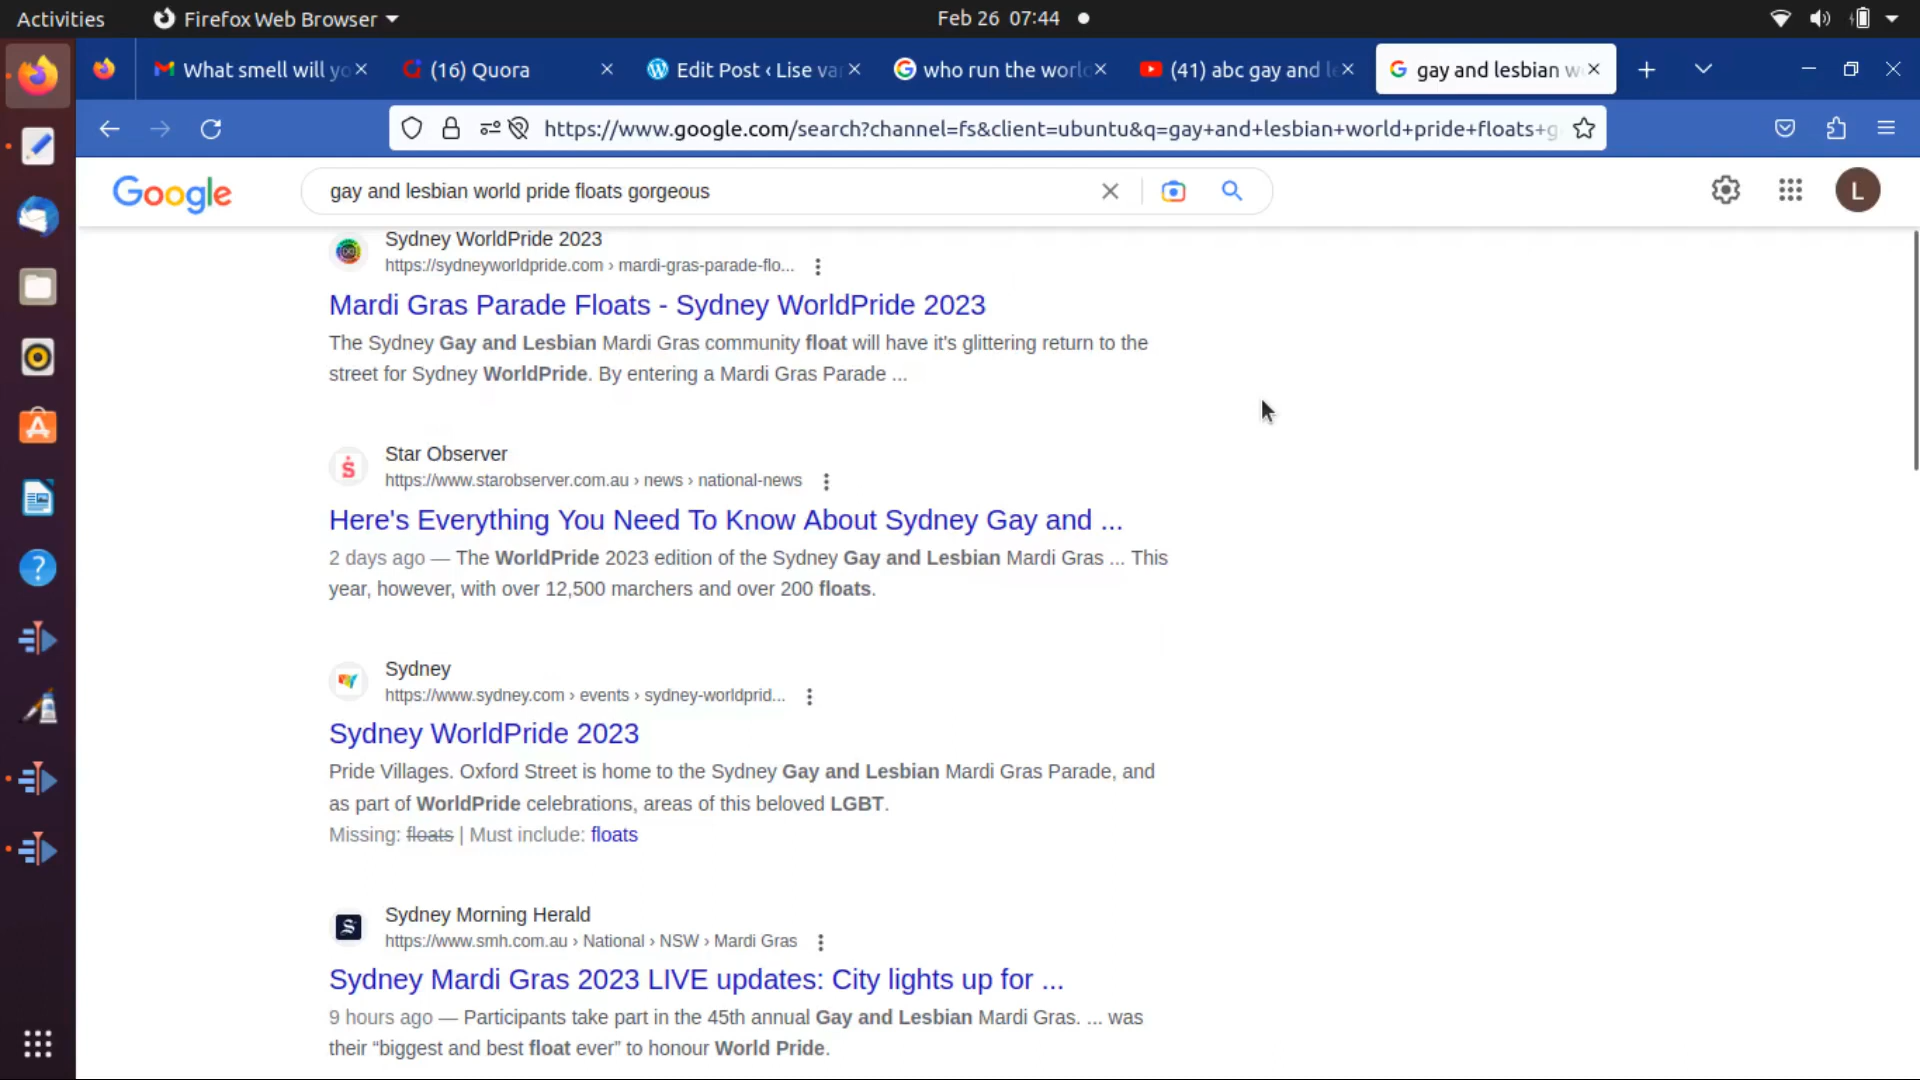 Activities
Firefox Web Browser
Feb 26 07:44
What smell will yo
(16) Quora
Edit Post ‹ Lise va
who run the worl
(41) abc gay and l
gay and lesbian w
https://www.google.com/search?channel=fs&client=ubuntu&q=gay+and+lesbian+world+pride+floats+g
Google
gay and lesbian world pride floats gorgeous
L
Sydney WorldPride 2023
https://sydneyworldpride.com › mardi-gras-parade-flo...
Mardi Gras Parade Floats - Sydney WorldPride 2023
The Sydney Gay and Lesbian Mardi Gras community float will have it's glittering return to the
street for Sydney WorldPride. By entering a Mardi Gras Parade ...
Star Observer
https://www.starobserver.com.au › news › national-news
Here's Everything You Need To Know About Sydney Gay and ...
2 days ago — The WorldPride 2023 edition of the Sydney Gay and Lesbian Mardi Gras ... This
year, however, with over 12,500 marchers and over 200 floats.
Sydney
https://www.sydney.com › events › sydney-worldprid...
Sydney WorldPride 2023
Pride Villages. Oxford Street is home to the Sydney Gay and Lesbian Mardi Gras Parade, and
as part of WorldPride celebrations, areas of this beloved LGBT.
Missing: floats | Must include: floats
Sydney Morning Herald
https://www.smh.com.au › National › NSW › Mardi Gras
Sydney Mardi Gras 2023 LIVE updates: City lights up for ...
9 hours ago — Participants take part in the 45th annual Gay and Lesbian Mardi Gras. ... was
their “biggest and best float ever” to honour World Pride.